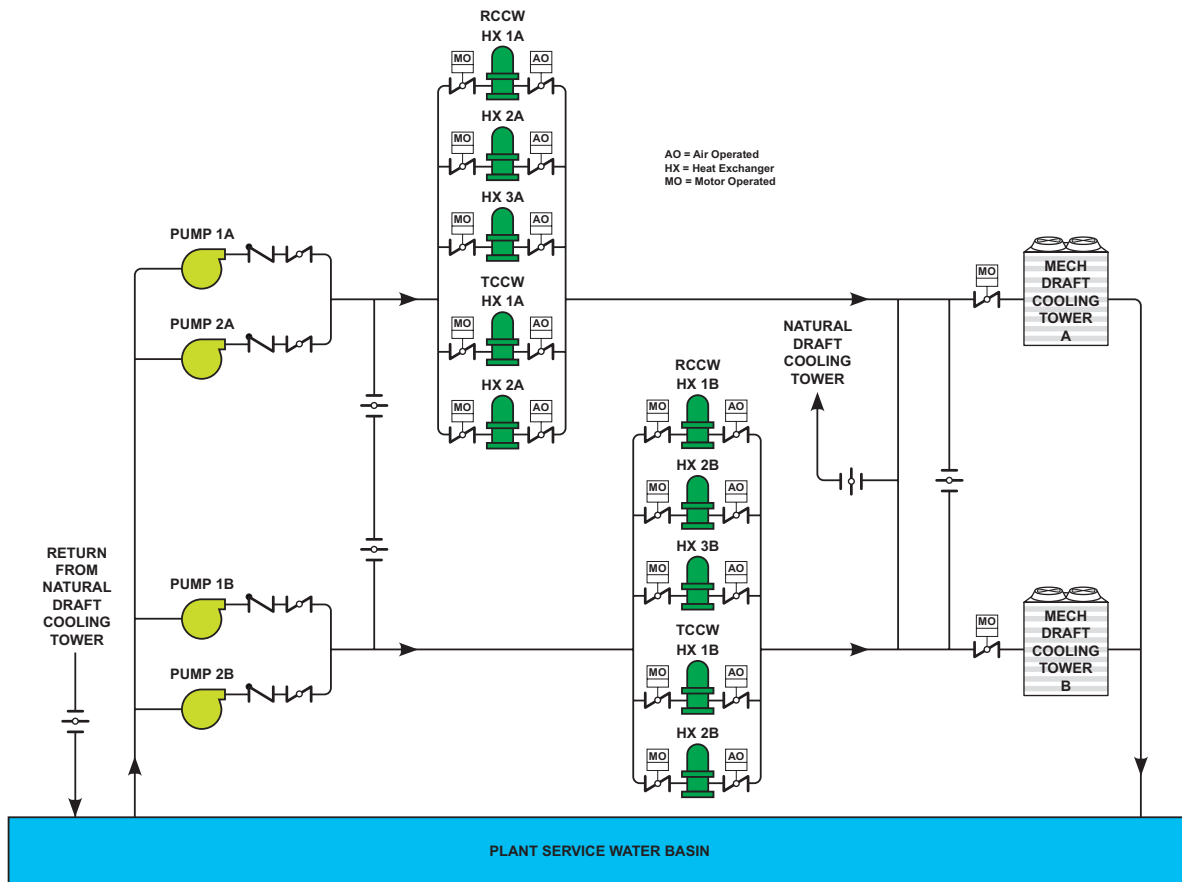 RCCW
HX 1A
MO
AO
HX 2A
MO
AO
AO = Air Operated
HX = Heat Exchanger
MO = Motor Operated
HX 3A
MO
AO
PUMP 1A
TCCW
HX 1A
MO
AO
PUMP 2A
HX 2A
MO
AO
MO
MECH
DRAFT
COOLING
TOWER
A
NATURAL
DRAFT
COOLING
TOWER
RCCW
HX 1B
MO
AO
HX 2B
MO
AO
HX 3B
MO
AO
RETURN
FROM
NATURAL
DRAFT
COOLING
TOWER
PUMP 1B
PUMP 2B
TCCW
HX 1B
MO
AO
HX 2B
MO
AO
MO
MECH
DRAFT
COOLING
TOWER
B
PLANT SERVICE WATER BASIN